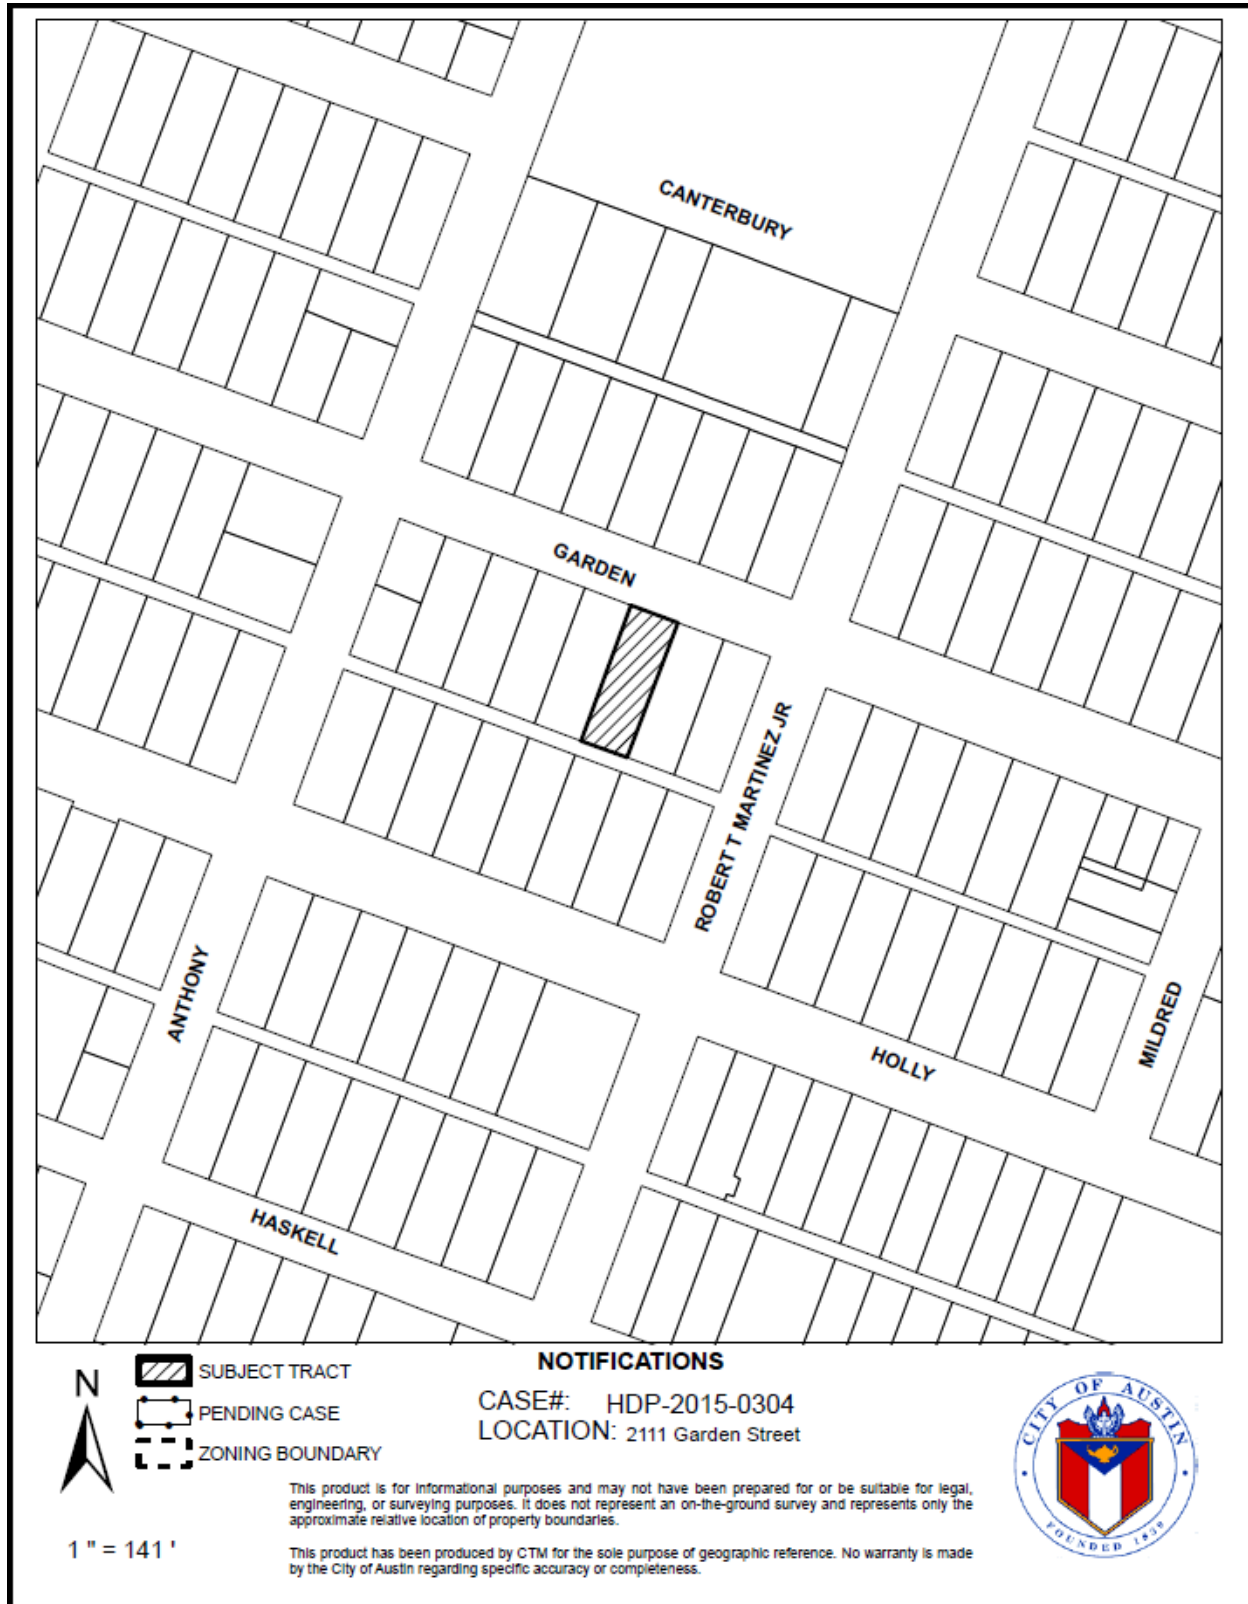 CANTERBURY
GARDEN
ROBERT T MARTINEZ JR
ANTHONY
MILDRED
HOLLY
HASKELL
N
SUBJECT TRACT
PENDING CASE
ZONING BOUNDARY
1 " = 141 '
NOTIFICATIONS
CASE#: HDP-2015-0304
LOCATION: 2111 Garden Street
This product is for informational purposes and may not have been prepared for or be suitable for legal,
engineering, or surveying purposes. It does not represent an on-the-ground survey and represents only the
approximate relative location of property boundaries.
This product has been produced by CTM for the sole purpose of geographic reference. No warranty is made
by the City of Austin regarding specific accuracy or completeness.
CITY OF AUSTIN
FOUNDED 1839